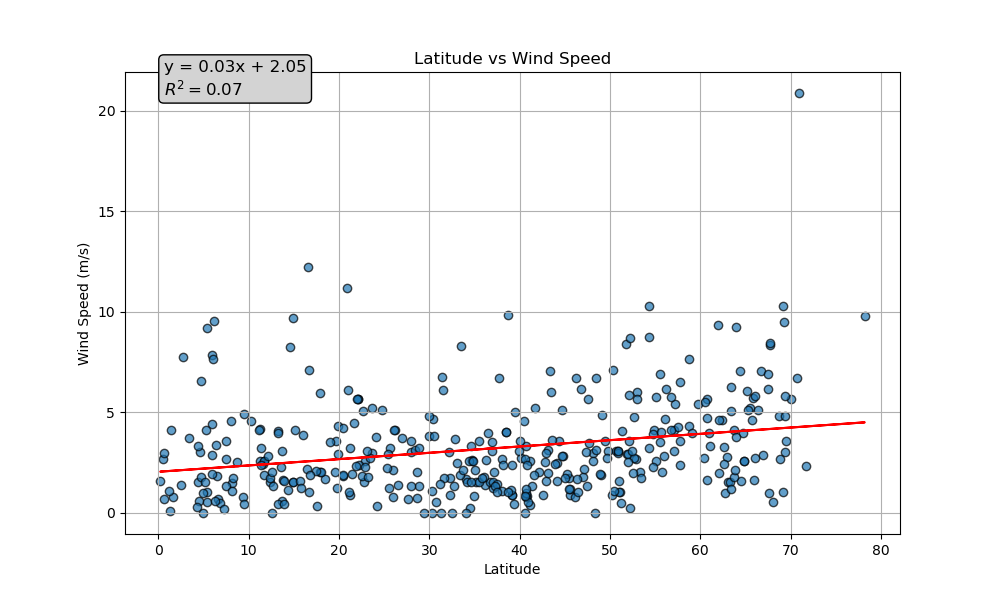 Latitude vs Wind Speed
y = 0.03x + 2.05
R² = 0.07
Wind Speed (m/s)
20
15
10
5
0
0 10 20 30 40 50 60 70 80
Latitude